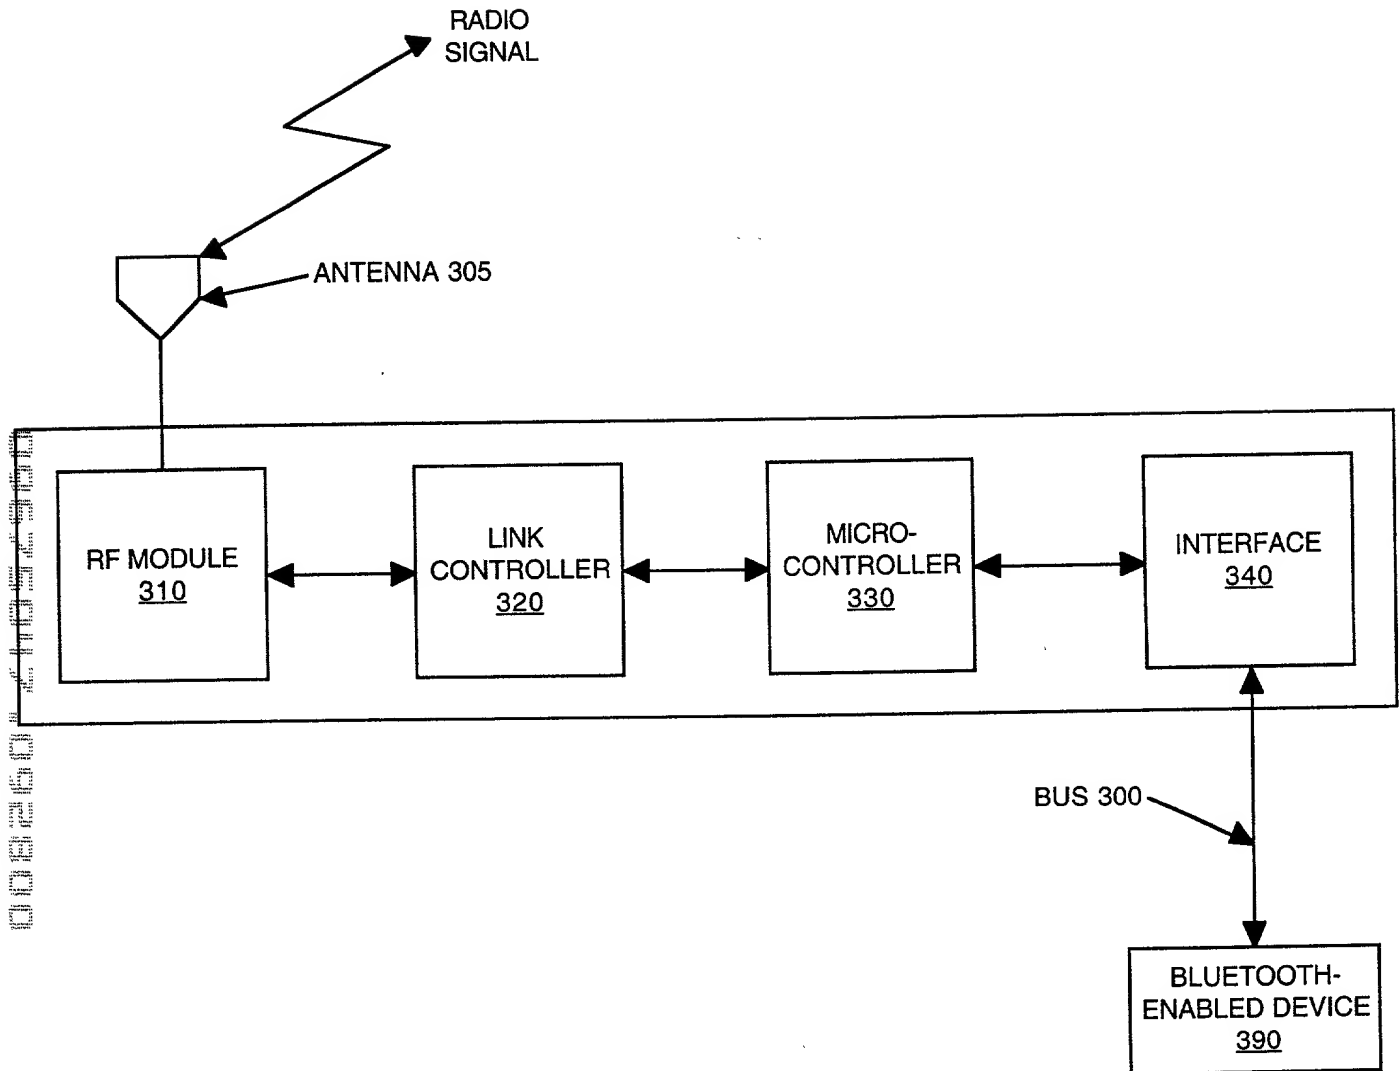 RADIO
SIGNAL
ANTENNA 305
RF MODULE
310
LINK
CONTROLLER
320
MICRO-
CONTROLLER
330
INTERFACE
340
BUS 300
BLUETOOTH-
ENABLED DEVICE
390